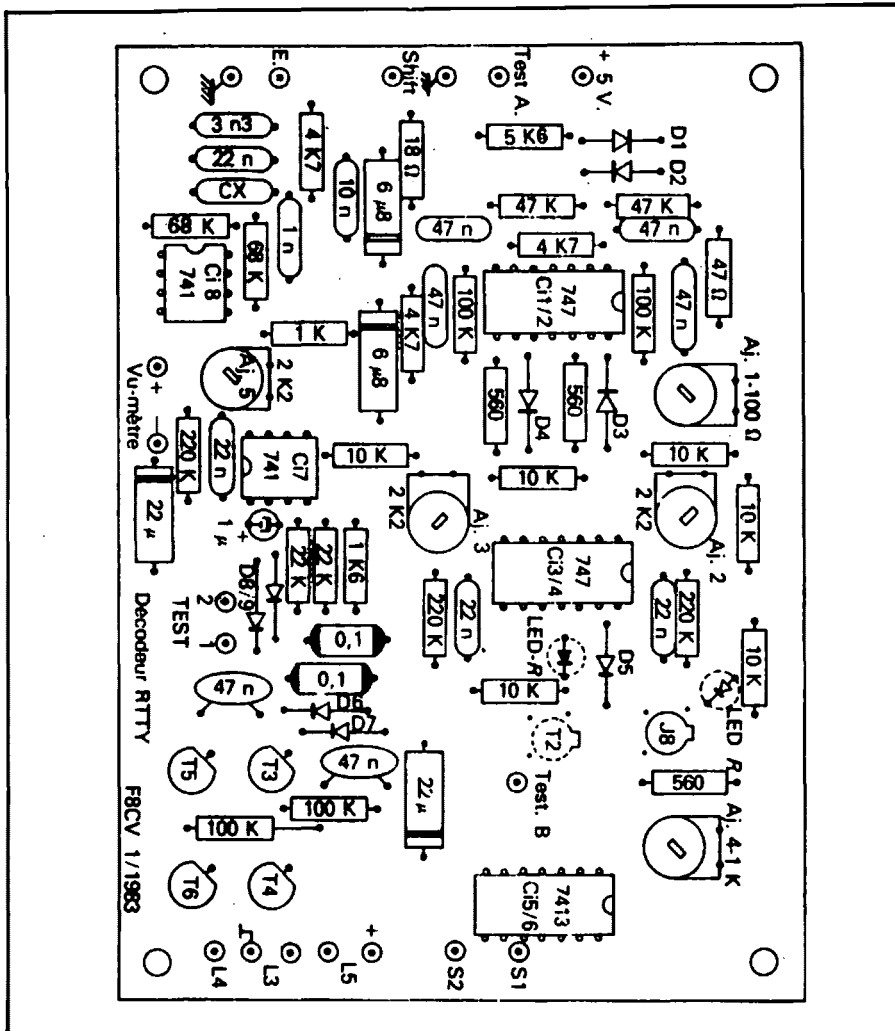 E.
Shift
Test A.
+ 5 V.
3 n3
22 n
CX
4 K7
10 n
6 µ8
18 Ω
5 K6
D1
D2
47 K
47 K
47 n
47 n
4 K7
68 K
68 K
1 n
Ci 8
741
47 n
100 K
747
Ci1/2
100 K
47 n
47 Ω
1 K
6 µ8
4 K7
Aj. 5
2 K2
560
D4
560
D3
Aj. 1-100 Ω
+ —
Vu-mètre
220 K
22 n
Ci7
741
10 K
10 K
10 K
22 µ
1 µ
+
2 K2
Aj. 3
2 K2
Aj. 2
10 K
D8/9
22 K
22 K
1 K6
747
Ci3/4
TEST
2
1
220 K
22 n
22 n
220 K
0,1
0,1
LED-R
D5
10 K
Decodeur RTTY
47 n
D6
D7
10 K
LED R
T2
J8
T5
T3
47 n
22 µ
Test. B
560
100 K
100 K
F8CV 1/1983
Aj. 4-1 K
T6
T4
7413
Ci5/6
L4
L3
L5
+
S2
S1